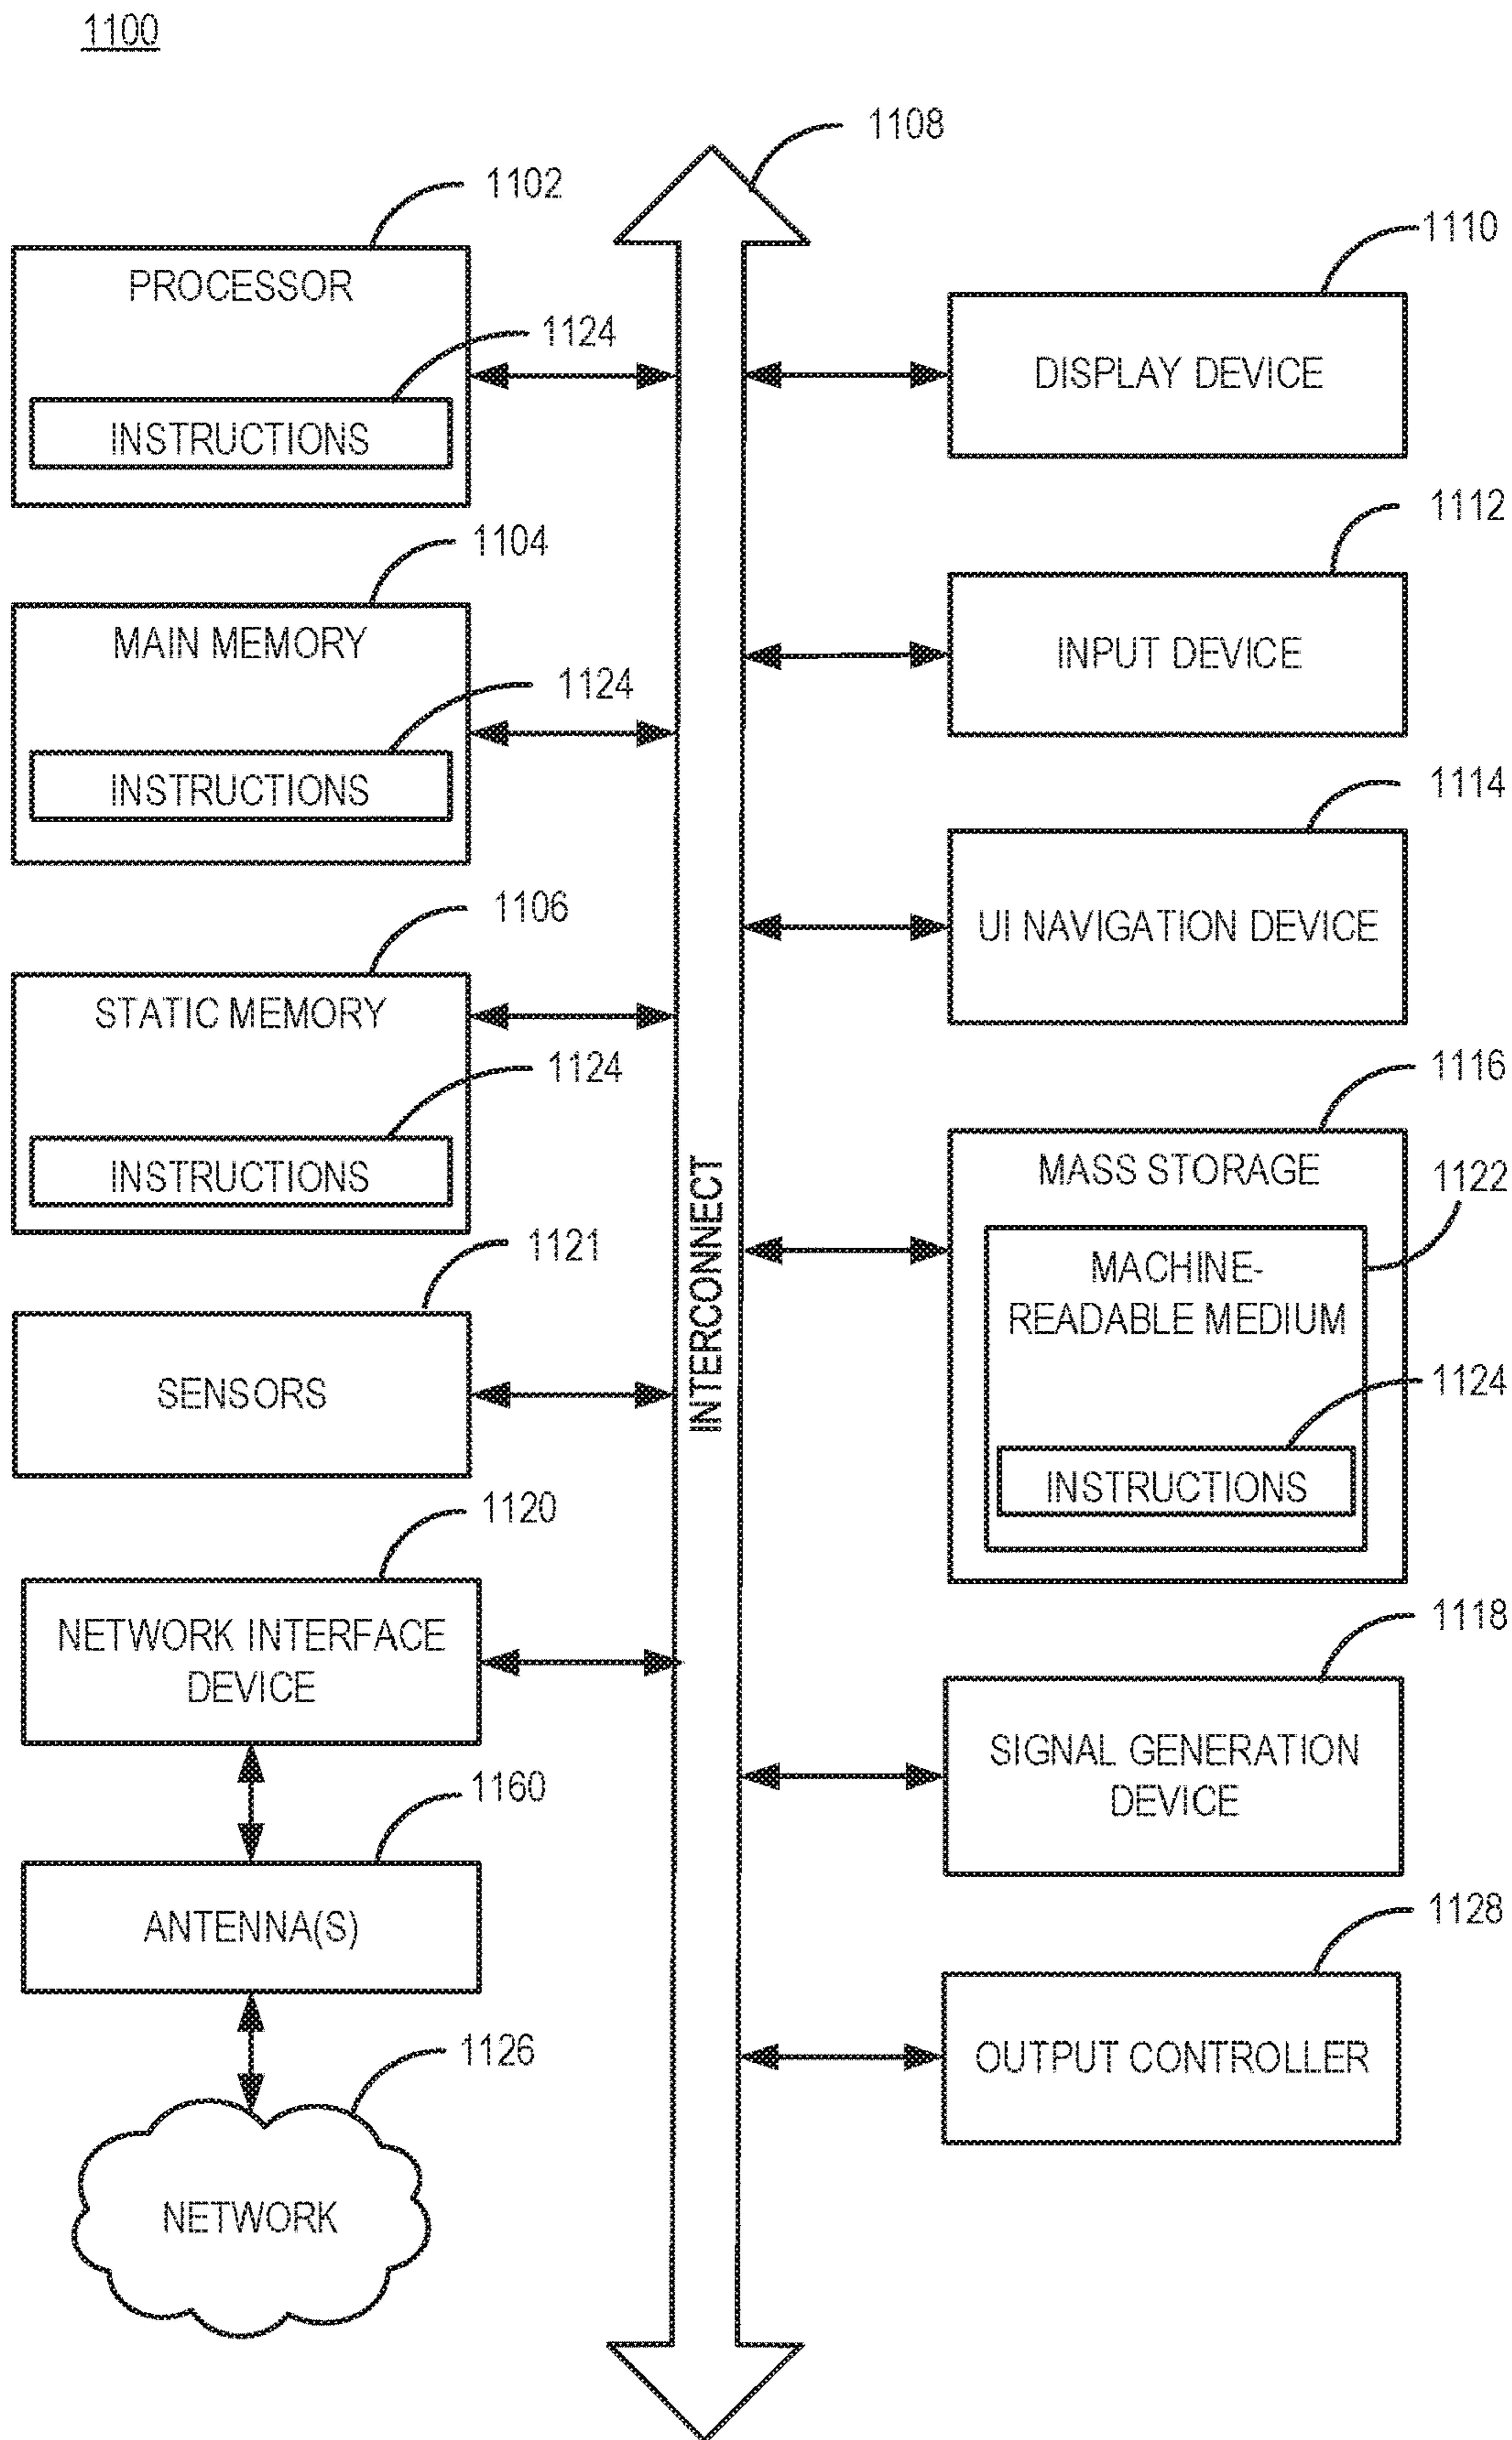 1100
1108
1102
PROCESSOR
1124
INSTRUCTIONS
1104
MAIN MEMORY
1124
INSTRUCTIONS
1106
STATIC MEMORY
1124
INSTRUCTIONS
1121
SENSORS
1120
NETWORK INTERFACE
DEVICE
1160
ANTENNA(S)
1126
NETWORK
INTERCONNECT
1110
DISPLAY DEVICE
1112
INPUT DEVICE
1114
UI NAVIGATION DEVICE
1116
MASS STORAGE
1122
MACHINE-
READABLE MEDIUM
1124
INSTRUCTIONS
1118
SIGNAL GENERATION
DEVICE
1128
OUTPUT CONTROLLER